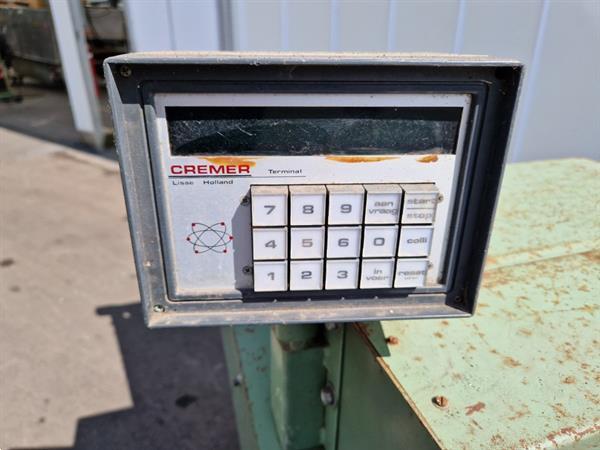 CREMER Terminal
Lisse Holland
7 8 9 aan vraag start stop
4 5 6 0 colli
1 2 3 in voer reset